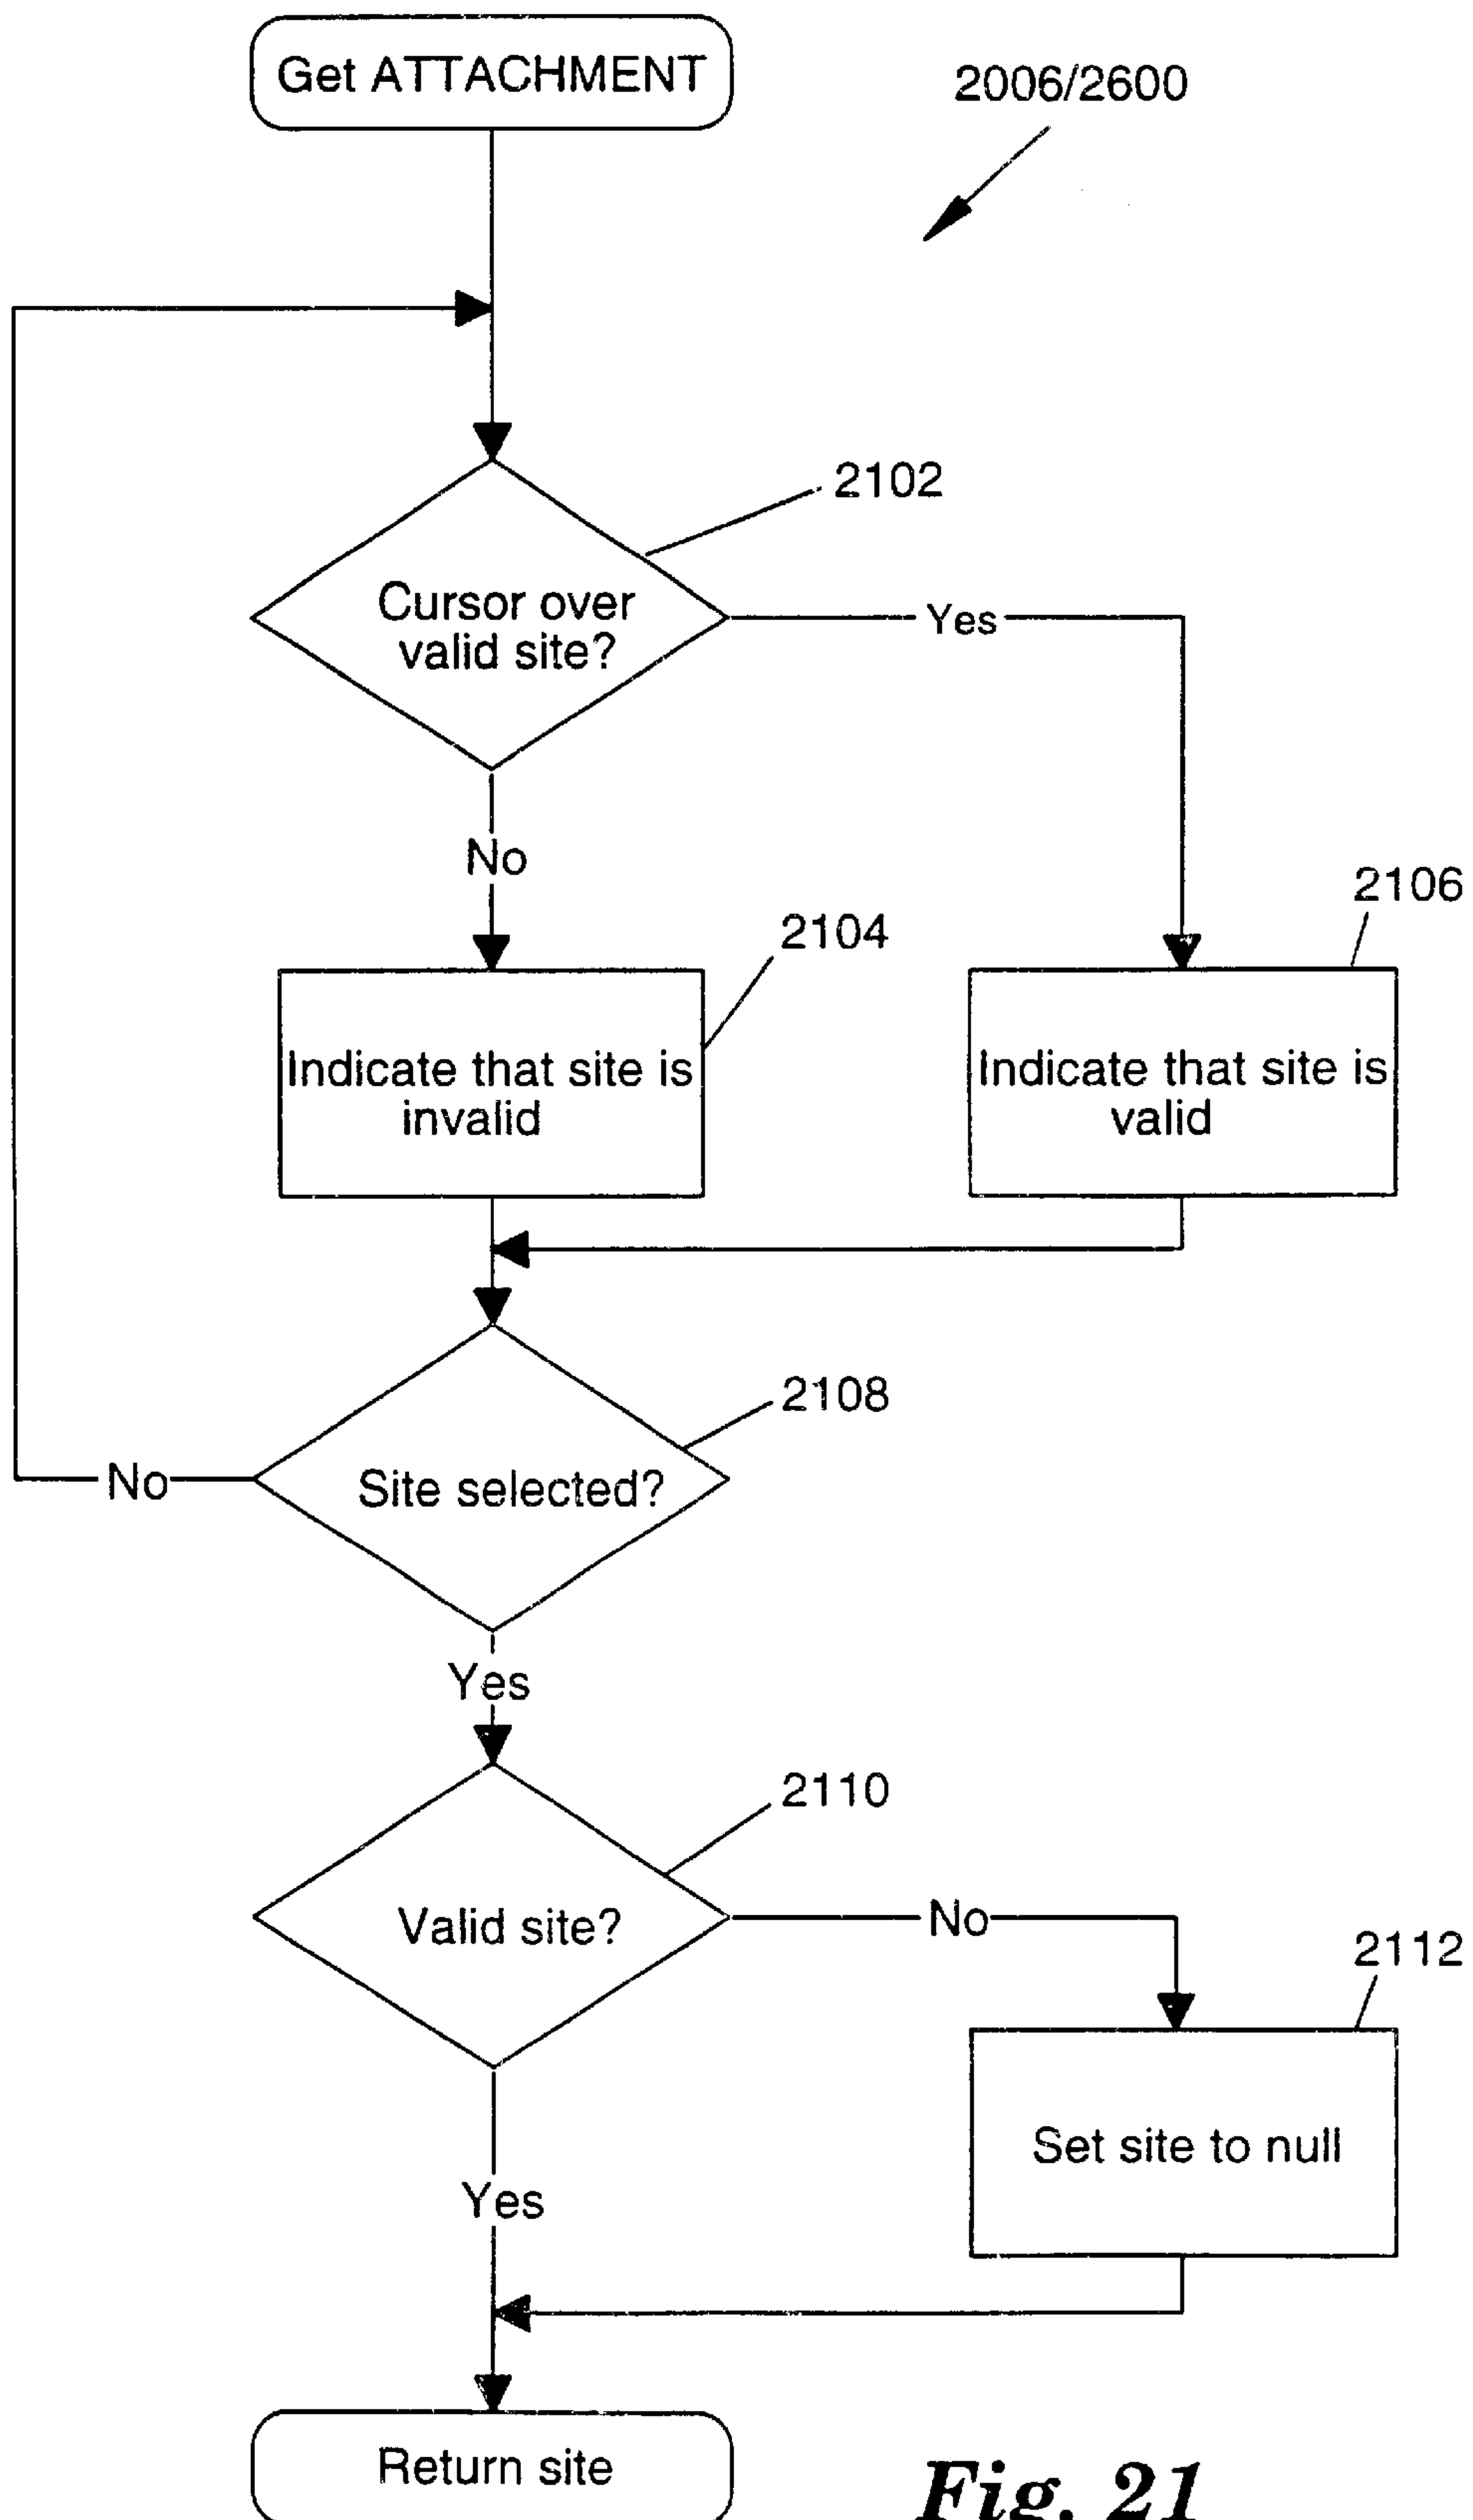 Get ATTACHMENT
2006/2600
2102
Cursor over
valid site?
Yes
No
2104
2106
Indicate that site is
invalid
Indicate that site is
valid
2108
Site selected?
No
Yes
2110
Valid site?
No
2112
Set site to null
Yes
Return site
Fig. 21